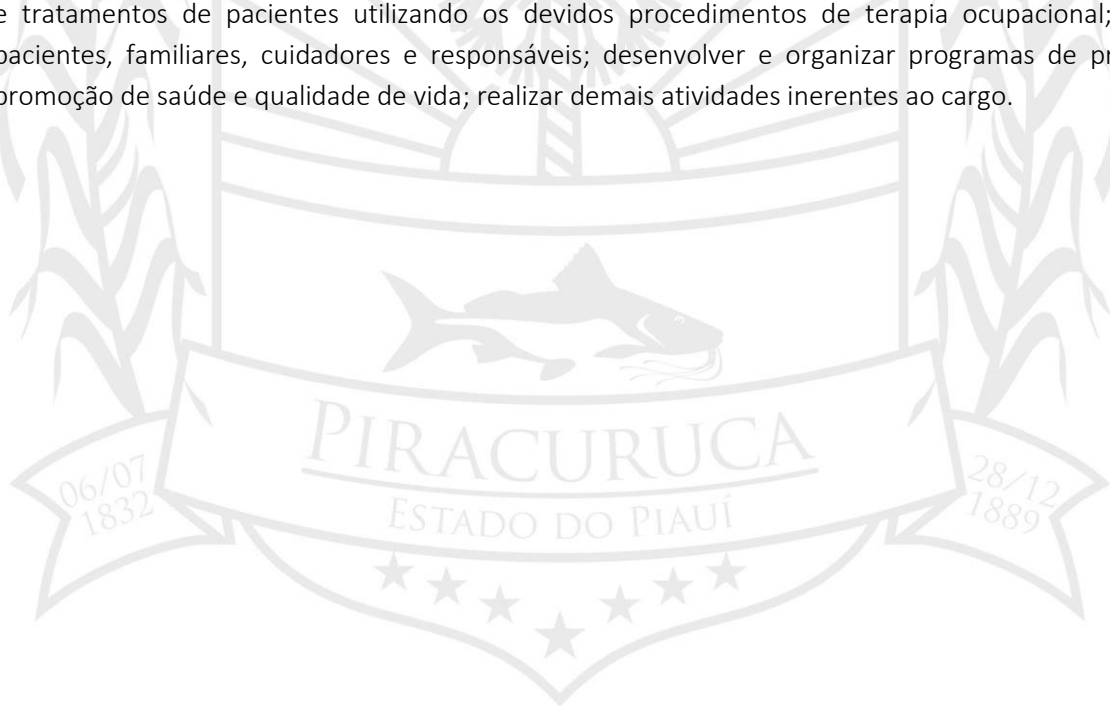 e tratamentos de pacientes utilizando os devidos procedimentos de terapia ocupacional;
pacientes, familiares, cuidadores e responsáveis; desenvolver e organizar programas de
promoção de saúde e qualidade de vida; realizar demais atividades inerentes ao cargo.
PIRACURUCA
06/07
1832
28/12
1889
ESTADO DO PIAUÍ